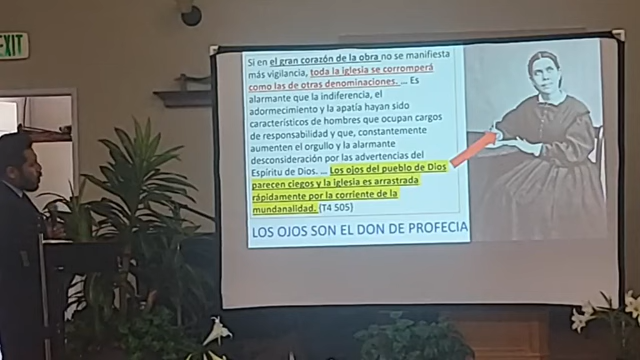 EXIT
Si en el gran corazón de la obra no se manifiesta
más vigilancia, toda la iglesia se corromperá
como las de otras denominaciones. ... Es
alarmante que la indiferencia, el
adormecimiento y la apatía hayan sido
característicos de hombres que ocupan cargos
de responsabilidad y que, constantemente
aumenten el orgullo y la alarmante
desconsideración por las advertencias del
Espíritu de Dios. ... Los ojos del pueblo de Dios
parecen ciegos y la iglesia es arrastrada
rápidamente por la corriente de la
mundanalidad. (T4 505)
LOS OJOS SON EL DON DE PROFECIA